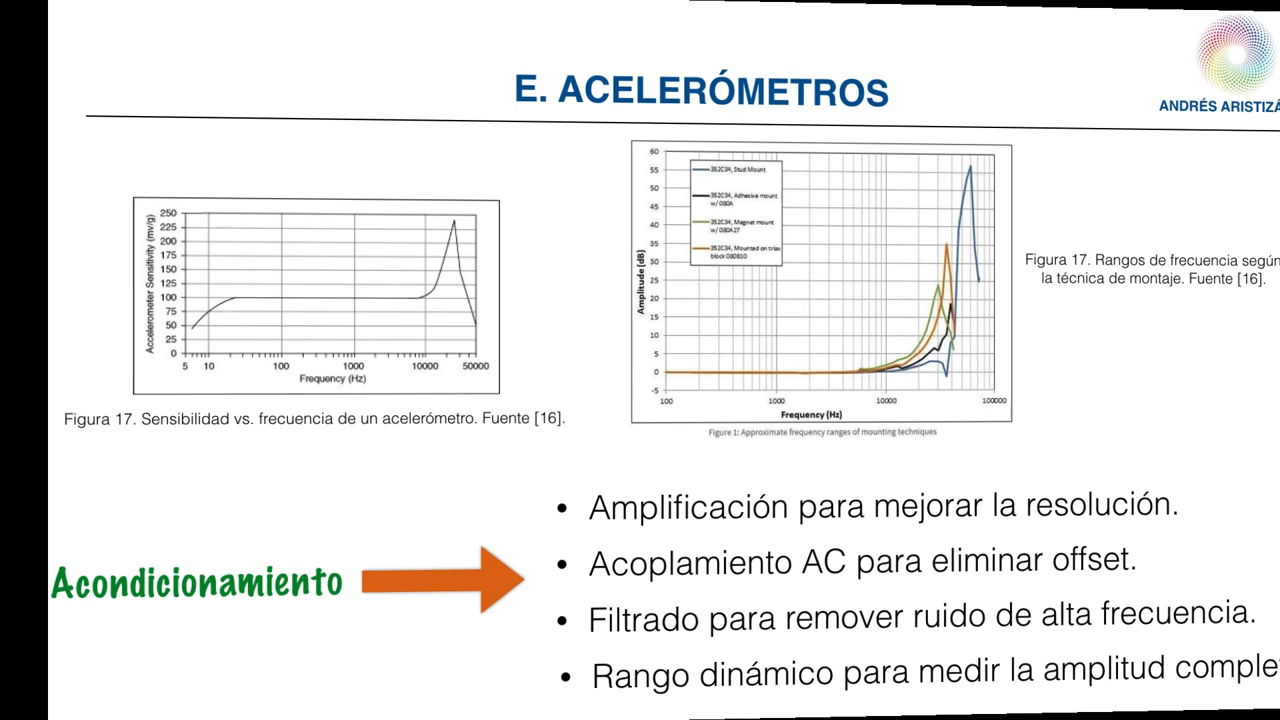 E. ACELERÓMETROS
ANDRÉS
Accelerometer Sensitivity (mv/g)
250
225
200
175
150
125
100
75
50
25
0
5 10 100 1000 10000 50000
Frequency (Hz)
Figura 17. Sensibilidad vs. frecuencia de un acelerómetro. Fuente [16].
Amplitude [dB]
60
55
50
45
40
35
30
25
20
15
10
5
0
-5
352C34, Stud Mount
352C34, Adhesive mount
w/ 080A
352C34, Magnet mount
w/ 080A27
352C34, Mounted on triax
block 080B10
100 1000 10000 100000
Frequency (Hz)
Figure 1: Approximate frequency ranges of mounting techniques
Figura 17. Rangos de frecuencia según
la técnica de montaje. Fuente [16].
Acondicionamiento
• Amplificación para mejorar la resolución.
• Acoplamiento AC para eliminar offset.
• Filtrado para remover ruido de alta frecuencia.
• Rango dinámico para medir la amplitud